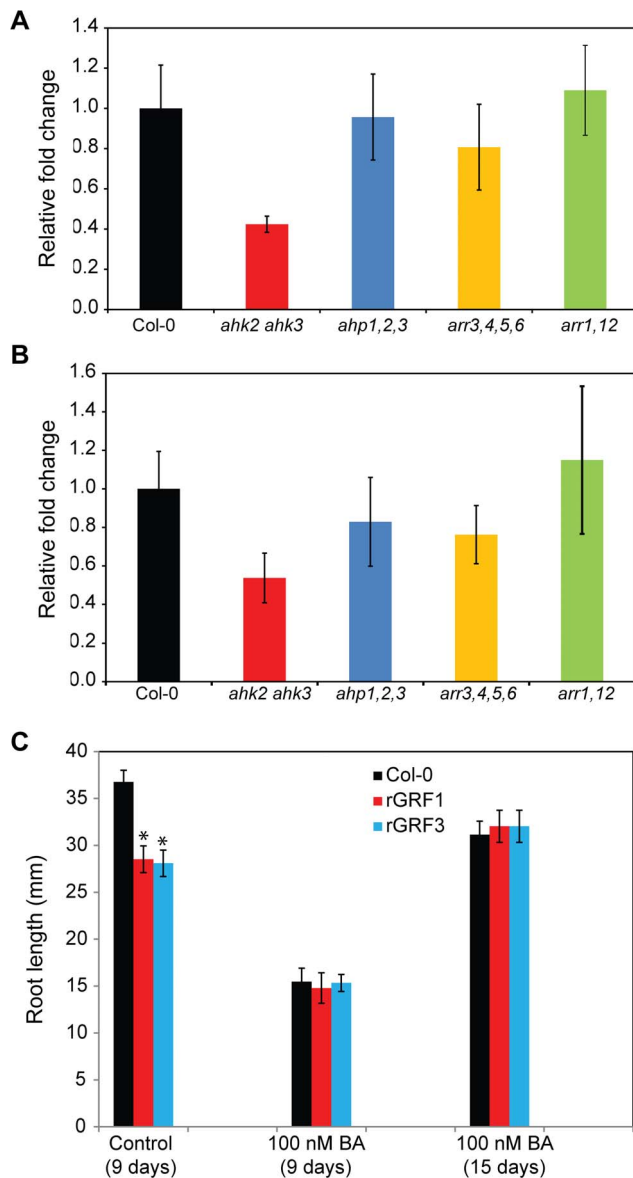 A
Relative fold change
1.4
1.2
1.0
0.8
0.6
0.4
0.2
0.0
Col-0 ahk2 ahk3 ahp1,2,3 arr3,4,5,6 arr1,12
B
Relative fold change
1.6
1.4
1.2
1.0
0.8
0.6
0.4
0.2
0.0
Col-0 ahk2 ahk3 ahp1,2,3 arr3,4,5,6 arr1,12
C
Root length (mm)
40
35
30
25
20
15
10
5
0
Col-0
rGRF1
rGRF3
* *
Control
(9 days)
100 nM BA
(9 days)
100 nM BA
(15 days)